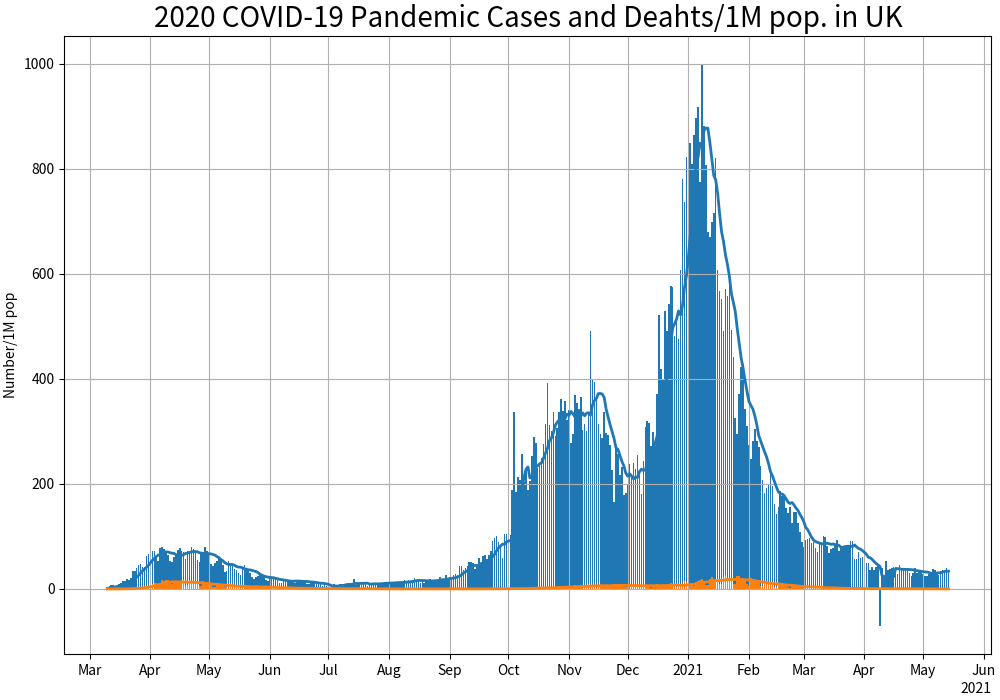 2020 COVID-19 Pandemic Cases and Deahts/1M pop. in UK
1000
800
600
400
200
0
Number/1M pop
Mar Apr May Jun Jul Aug Sep Oct Nov Dec 2021 Feb Mar Apr May Jun
2021